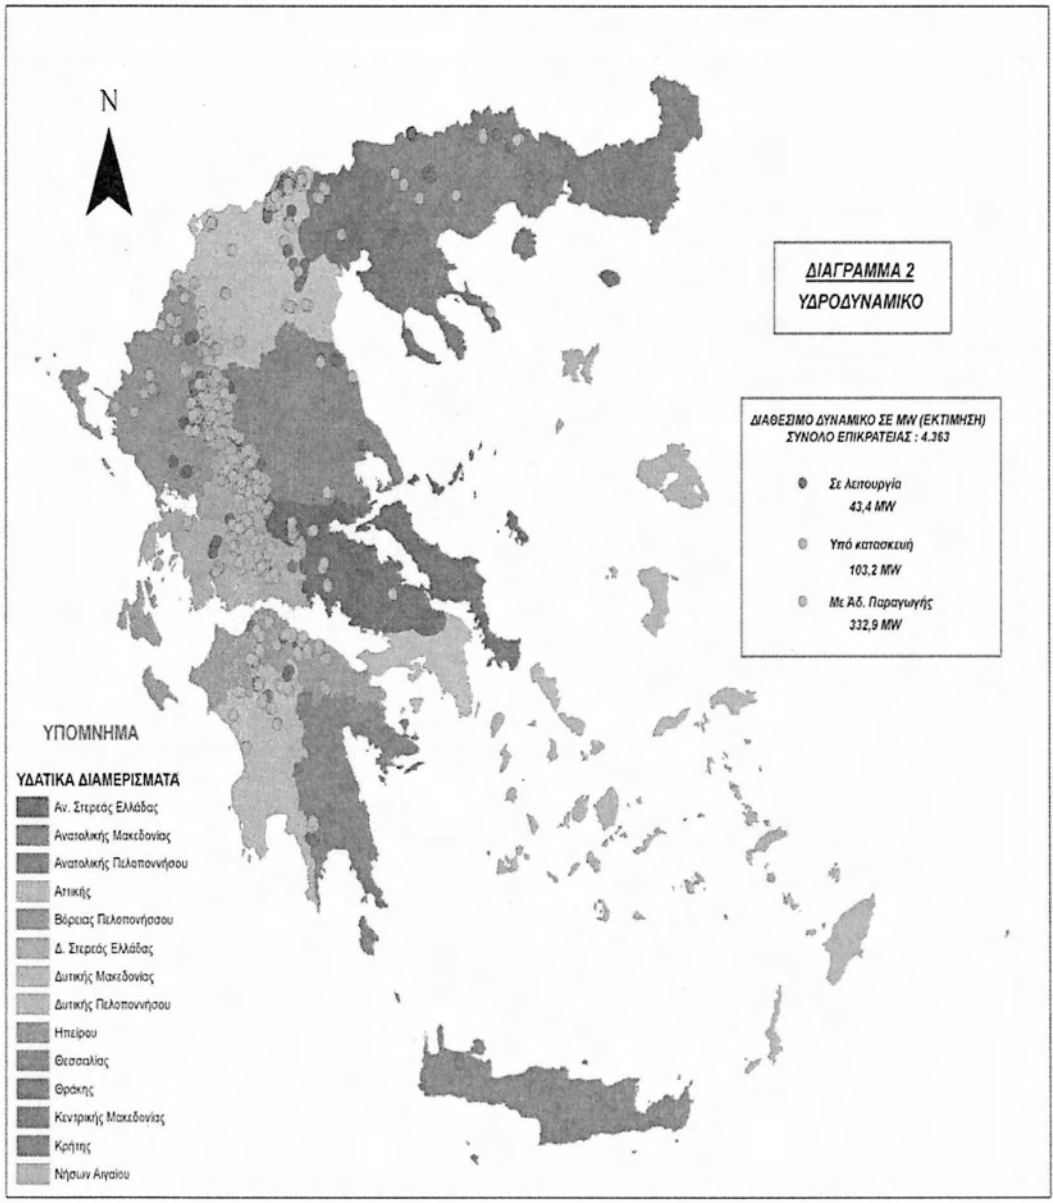 N
ΔΙΑΓΡΑΜΜΑ 2
ΥΔΡΟΔΥΝΑΜΙΚΟ
ΔΙΑΘΕΣΙΜΟ ΔΥΝΑΜΙΚΟ ΣΕ MW (ΕΚΤΙΜΗΣΗ)
ΣΥΝΟΛΟ ΕΠΙΚΡΑΤΕΙΑΣ : 4.363
Σε λειτουργία
43,4 MW
Υπό κατασκευή
103,2 MW
Με Άδ. Παραγωγής
332,9 MW
ΥΠΟΜΝΗΜΑ
ΥΔΑΤΙΚΑ ΔΙΑΜΕΡΙΣΜΑΤΑ
Αν. Στερεάς Ελλάδας
Ανατολικής Μακεδονίας
Ανατολικής Πελοποννήσου
Αττικής
Βόρειας Πελοπονήσσου
Δ. Στερεάς Ελλάδας
Δυτικής Μακεδονίας
Δυτικής Πελοποννήσου
Ηπείρου
Θεσσαλίας
Θράκης
Κεντρικής Μακεδονίας
Κρήτης
Νήσων Αιγαίου